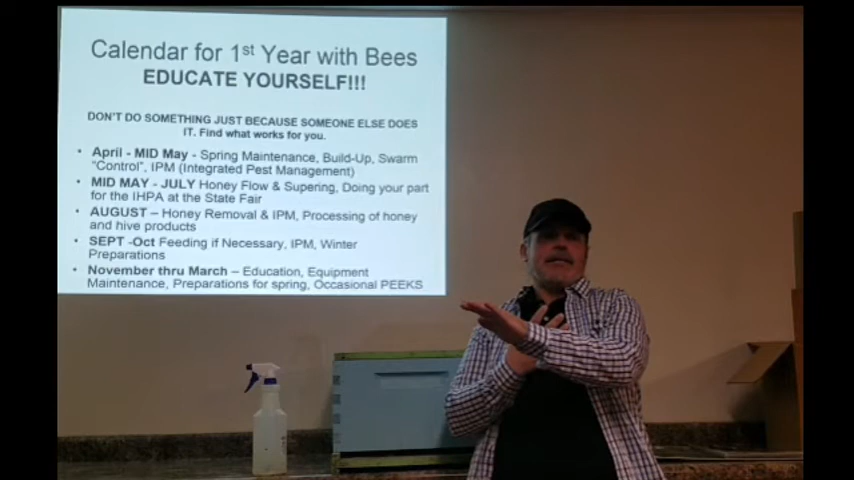 Calendar for 1st Year with Bees
EDUCATE YOURSELF!!!
DON'T DO SOMETHING JUST BECAUSE SOMEONE ELSE DOES
IT. Find what works for you.
• April - MID May - Spring Maintenance, Build-Up, Swarm
"Control", IPM (Integrated Pest Management)
• MID MAY - JULY Honey Flow & Supering, Doing your part
for the IHPA at the State Fair
• AUGUST – Honey Removal & IPM, Processing of honey
and hive products
• SEPT -Oct Feeding if Necessary, IPM, Winter
Preparations
• November thru March – Education, Equipment
Maintenance, Preparations for spring, Occasional PEEKS